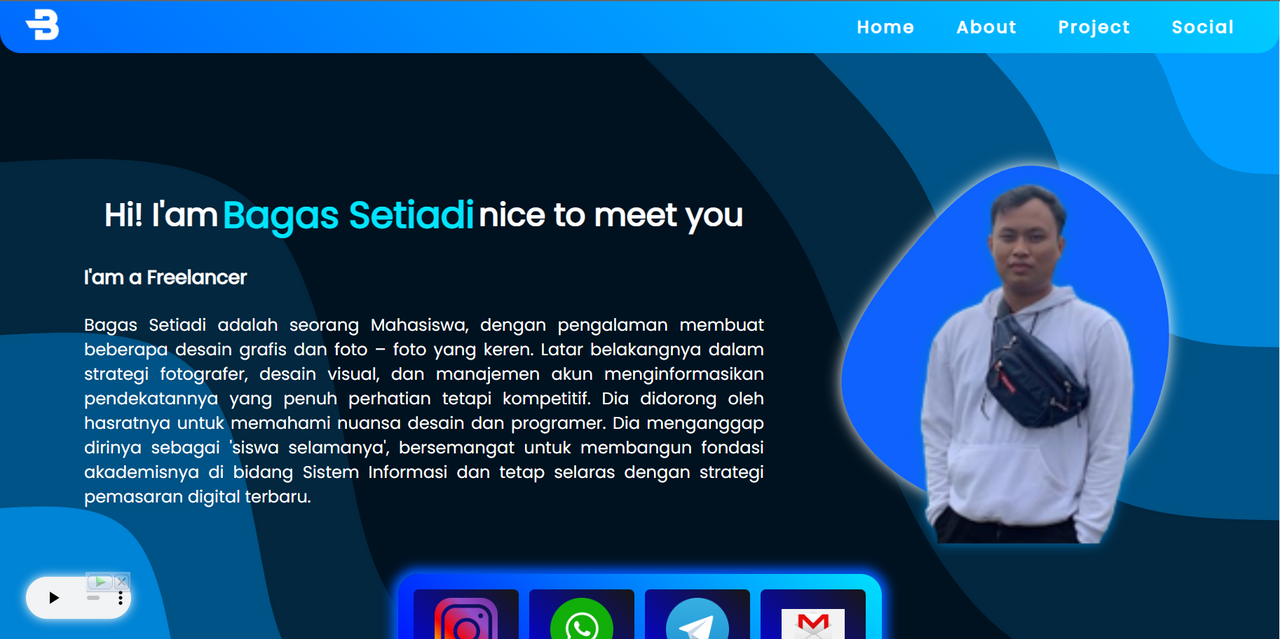 Home About Project Social
Hi! I'am Bagas Setiadi nice to meet you
I'am a Freelancer
Bagas Setiadi adalah seorang Mahasiswa, dengan pengalaman membuat
beberapa desain grafis dan foto – foto yang keren. Latar belakangnya dalam
strategi fotografer, desain visual, dan manajemen akun menginformasikan
pendekatannya yang penuh perhatian tetapi kompetitif. Dia didorong oleh
hasratnya untuk memahami nuansa desain dan programer. Dia menganggap
dirinya sebagai 'siswa selamanya', bersemangat untuk membangun fondasi
akademisnya di bidang Sistem Informasi dan tetap selaras dengan strategi
pemasaran digital terbaru.